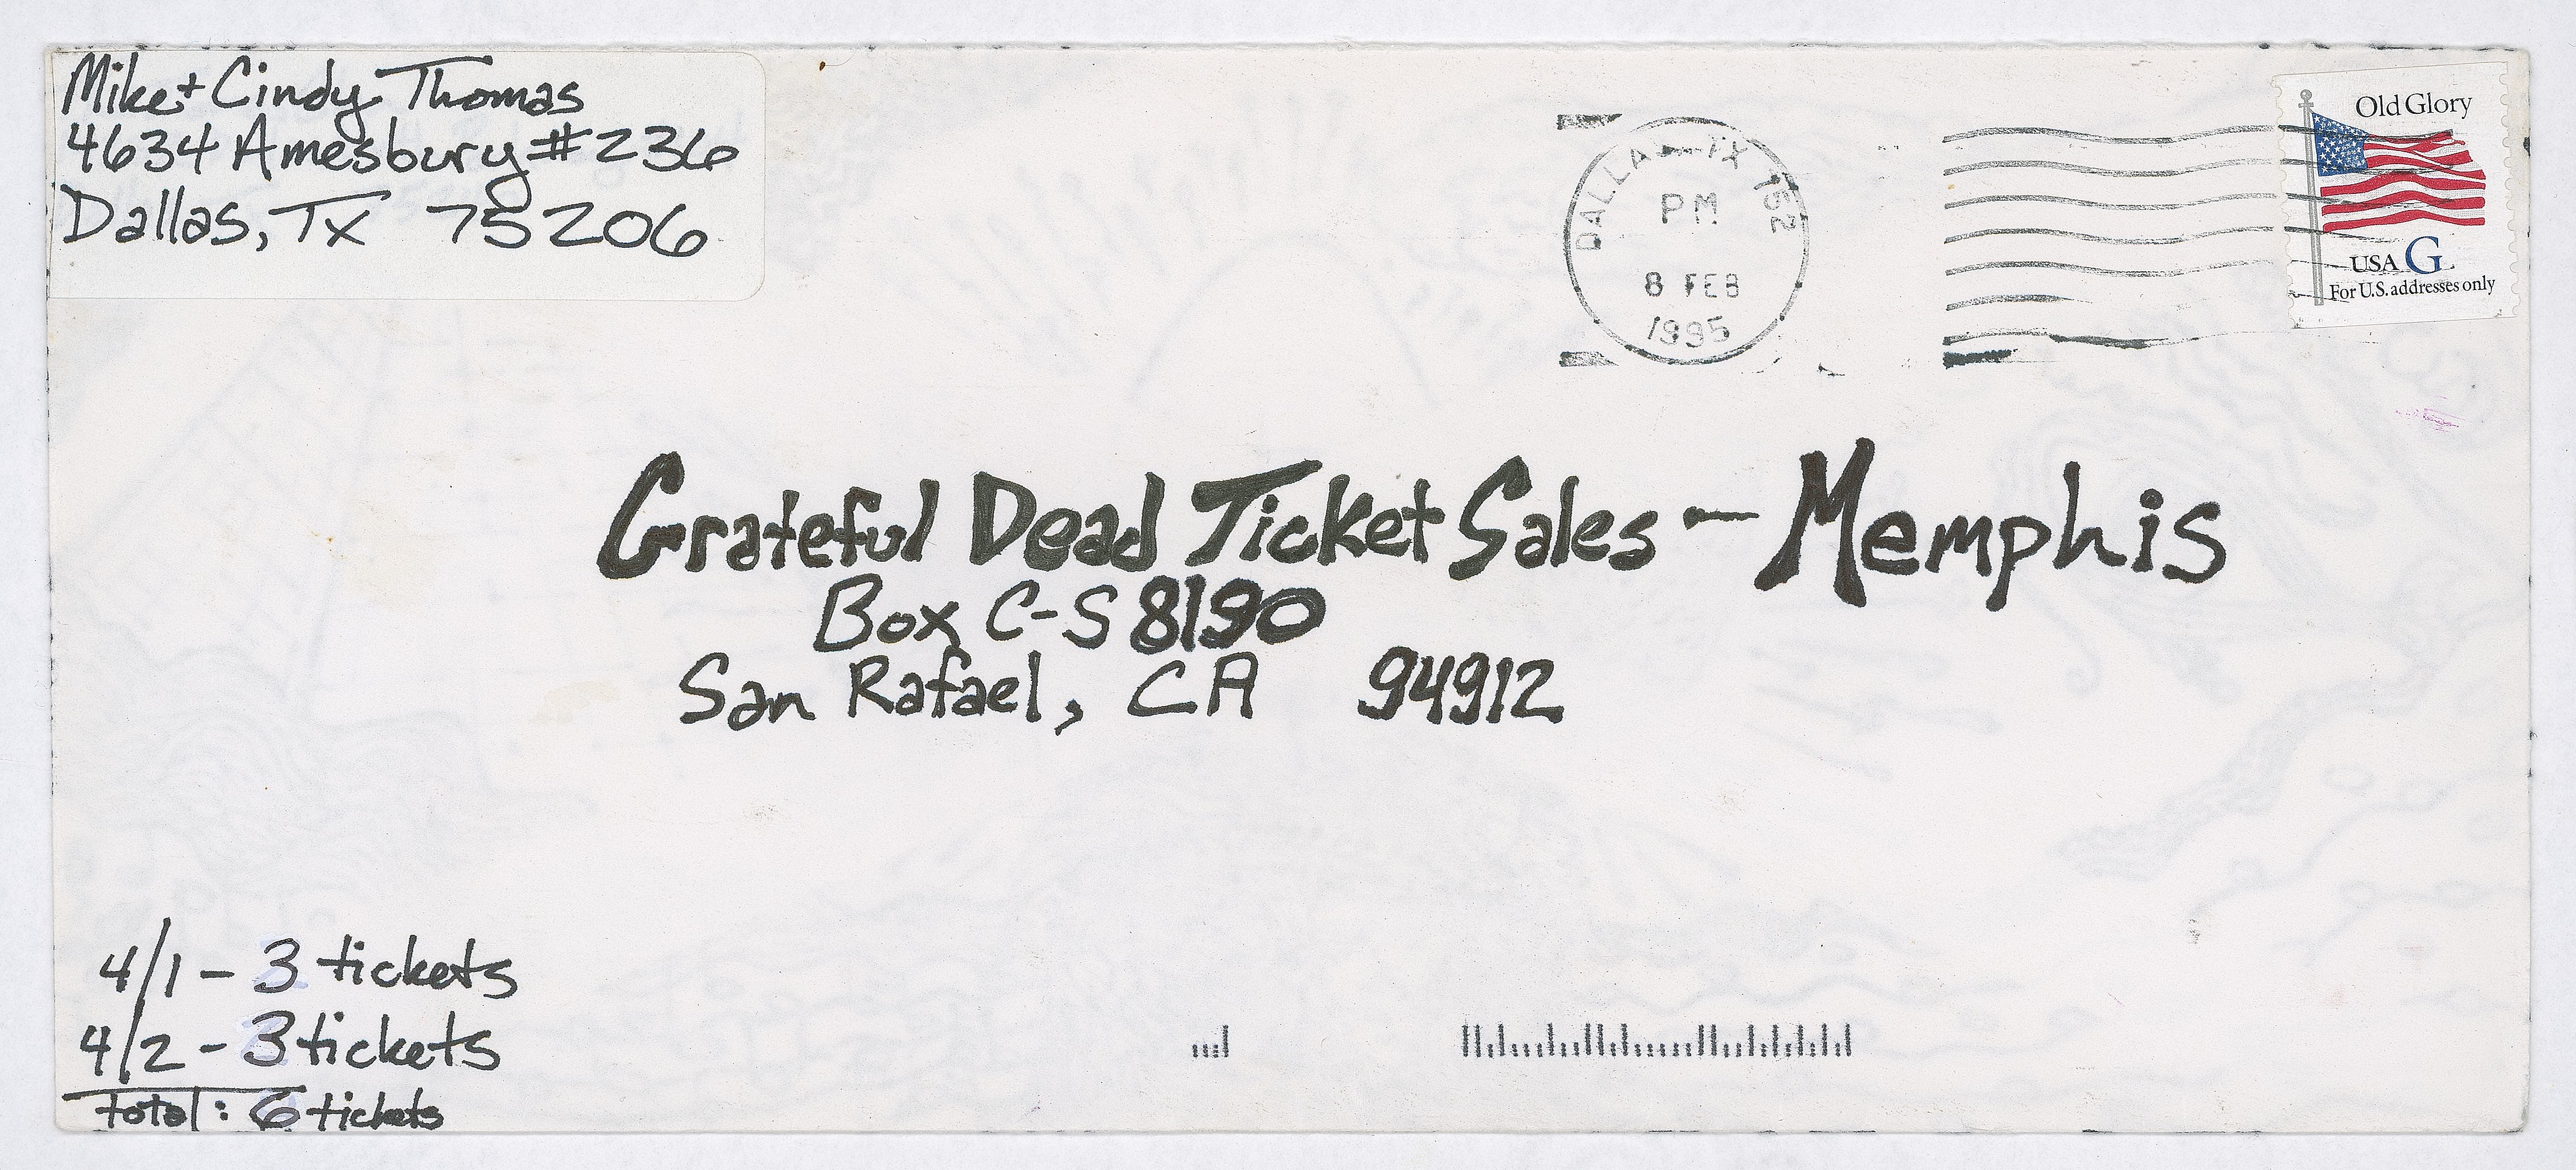 Mike + Cindy Thomas
4634 Amesbury #236
Dallas, Tx 75206
DALLAS TX 752
PM
8 FEB
1995
Old Glory
USA G
For U.S. addresses only
Grateful Dead Ticket Sales - Memphis
Box C-S 8190
San Rafael, CA 94912
4/1 - 3 tickets
4/2 - 3 tickets
Total: 6 tickets